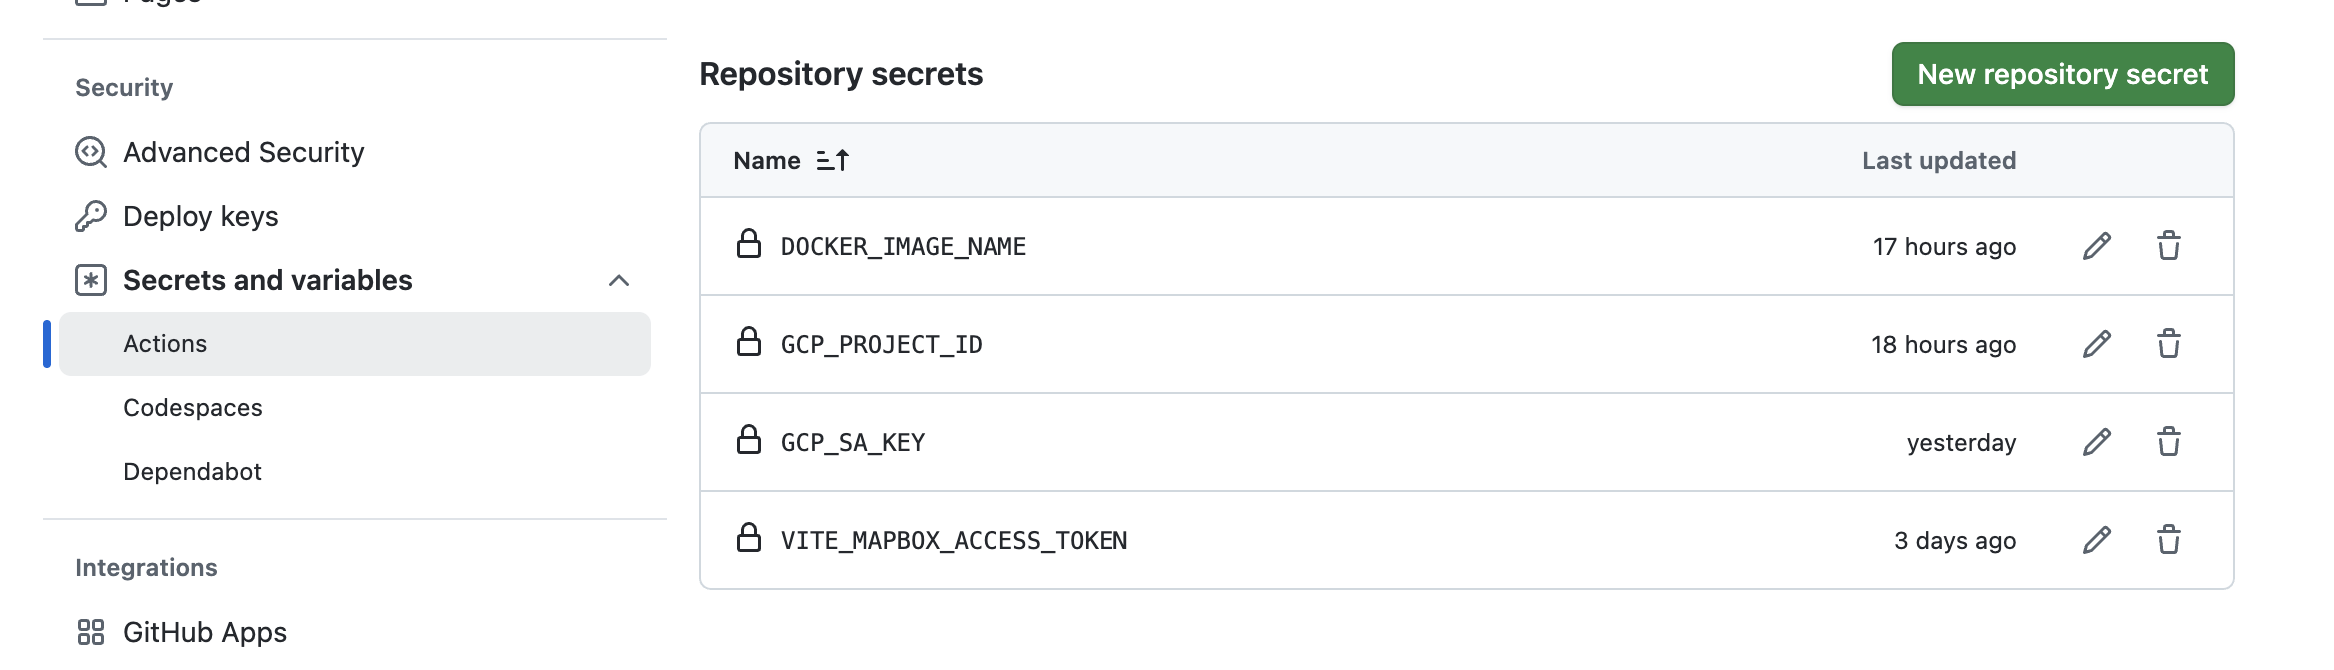 Pages
Security
Advanced Security
Deploy keys
Secrets and variables
Actions
Codespaces
Dependabot
Integrations
GitHub Apps
Repository secrets
New repository secret
Name Last updated
DOCKER_IMAGE_NAME 17 hours ago
GCP_PROJECT_ID 18 hours ago
GCP_SA_KEY yesterday
VITE_MAPBOX_ACCESS_TOKEN 3 days ago